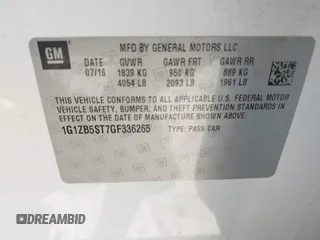 GM
MFD BY GENERAL MOTORS LLC
DATE GVWR GAWR FRT GAWR RR
07/16 1839 KG 950 KG 889 KG
4054 LB 2093 LB 1961 LB
THIS VEHICLE CONFORMS TO ALL APPLICABLE U.S. FEDERAL MOTOR
VEHICLE SAFETY, BUMPER, AND THEFT PREVENTION STANDARDS
IN EFFECT ON THE DATE OF MANUFACTURE SHOWN ABOVE.
1G1ZB5ST7GF336265 TYPE: PASS CAR
DREAMBID